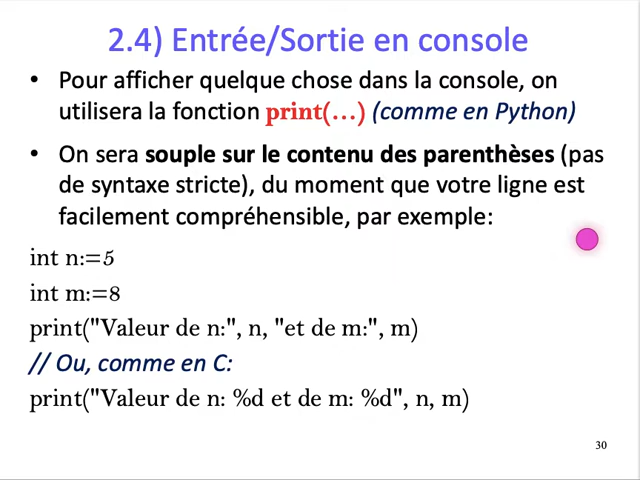 2.4) Entrée/Sortie en console
• Pour afficher quelque chose dans la console, on
utilisera la fonction print(…) (comme en Python)
• On sera souple sur le contenu des parenthèses (pas
de syntaxe stricte), du moment que votre ligne est
facilement compréhensible, par exemple:
int n:=5
int m:=8
print("Valeur de n:", n, "et de m:", m)
// Ou, comme en C:
print("Valeur de n: %d et de m: %d", n, m)
30